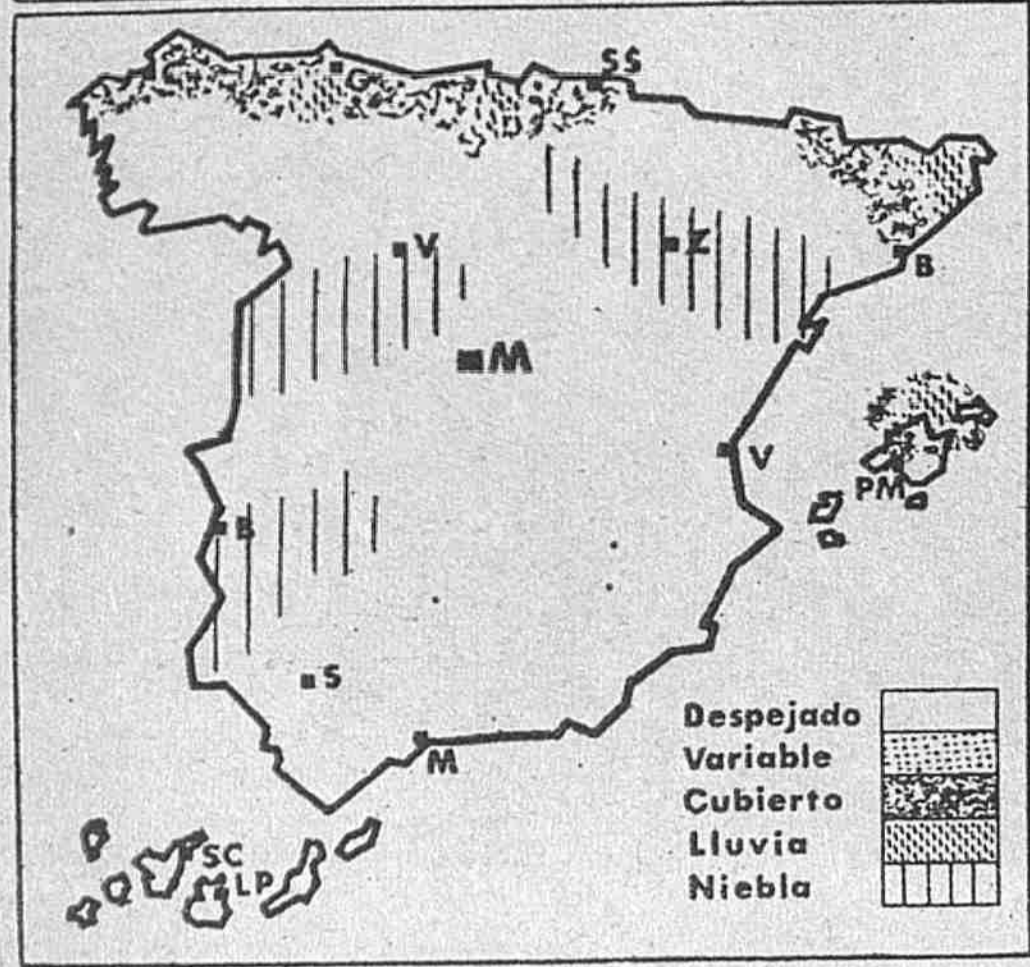 SS
G
V
Z
B
M
V
PM
B
S
M
SC
LP
Despejado
Variable
Cubierto
Lluvia
Niebla